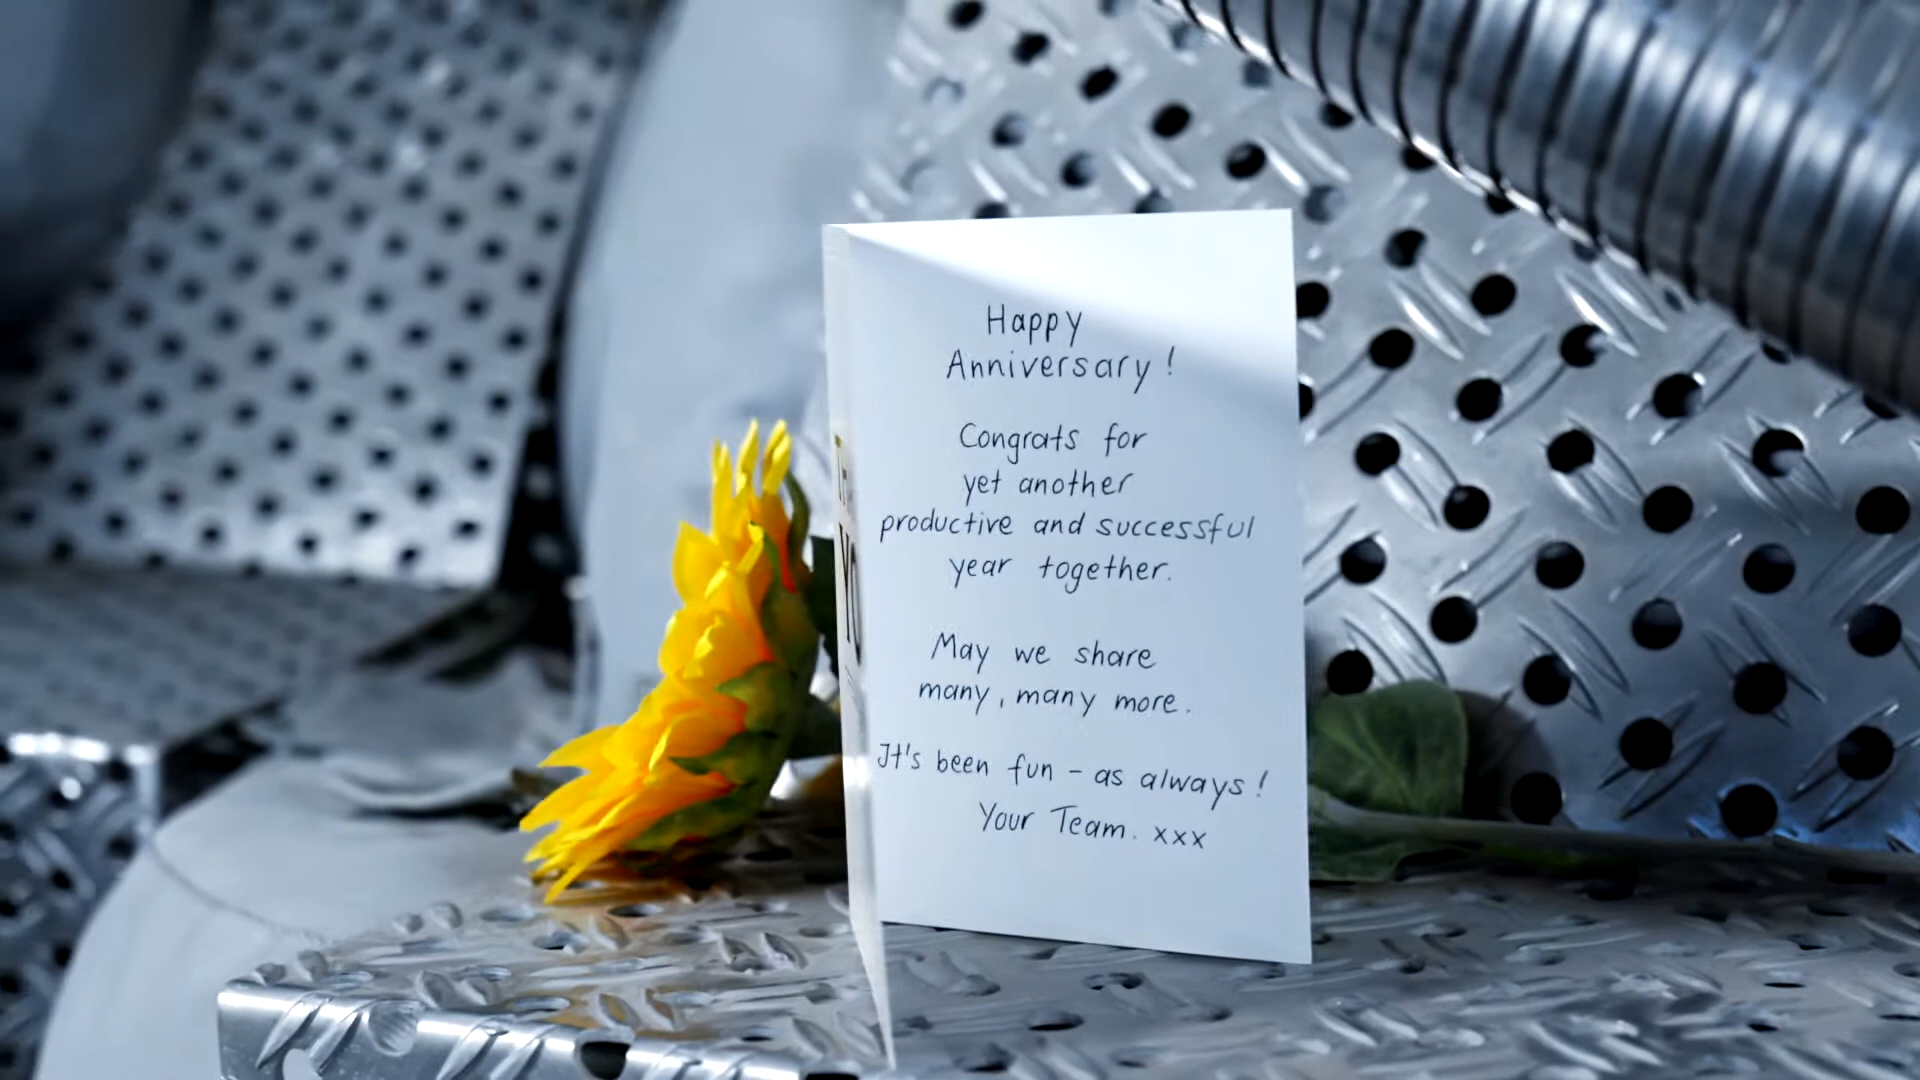 Happy
Anniversary!
Congrats for
yet another
productive and successful
year together.
May we share
many, many more.
It's been fun - as always!
Your Team. xxx